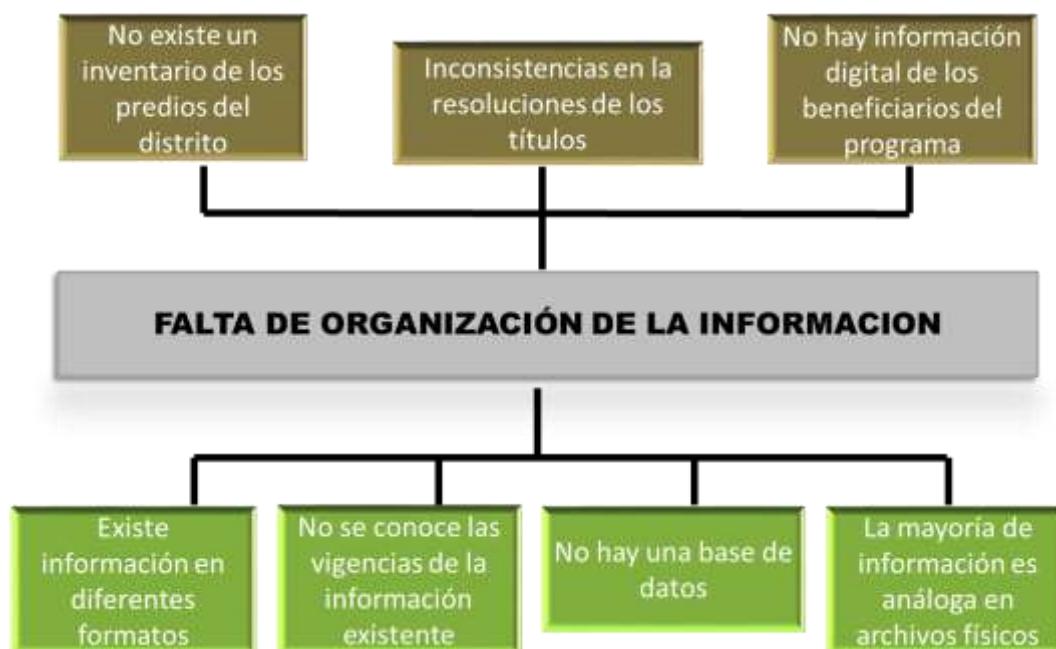 No existe un
inventario de los
predios del
distrito
Inconsistencias en la
resoluciones de los
títulos
No hay información
digital de los
beneficiarios del
programa
FALTA DE ORGANIZACIÓN DE LA INFORMACION
Existe
información en
diferentes
formatos
No se conoce las
vigencias de la
información
existente
No hay una base de
datos
La mayoría de
información es
análoga en
archivos físicos